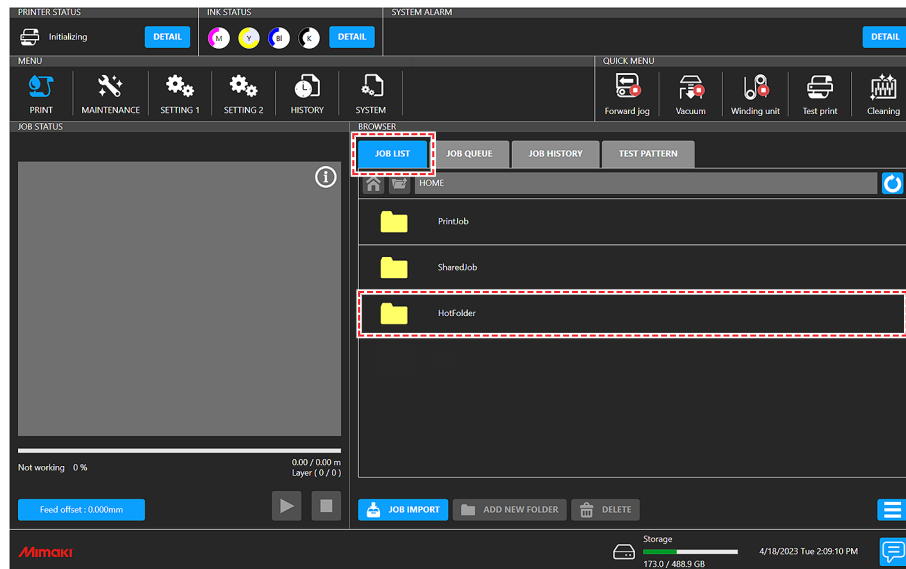 PRINTER STATUS
INK STATUS
SYSTEM ALARM
Initializing
DETAIL
M
Y
Bl
K
DETAIL
DETAIL
MENU
QUICK MENU
PRINT
MAINTENANCE
SETTING 1
SETTING 2
HISTORY
SYSTEM
Forward jog
Vacuum
Winding unit
Test print
Cleaning
JOB STATUS
BROWSER
JOB LIST
JOB QUEUE
JOB HISTORY
TEST PATTERN
HOME
PrintJob
SharedJob
HotFolder
Not working 0 %
0.00 / 0.00 m
Layer ( 0 / 0 )
Feed offset : 0.000mm
JOB IMPORT
ADD NEW FOLDER
DELETE
Mimaki
Storage
173.0 / 488.9 GB
4/18/2023 Tue 2:09:10 PM